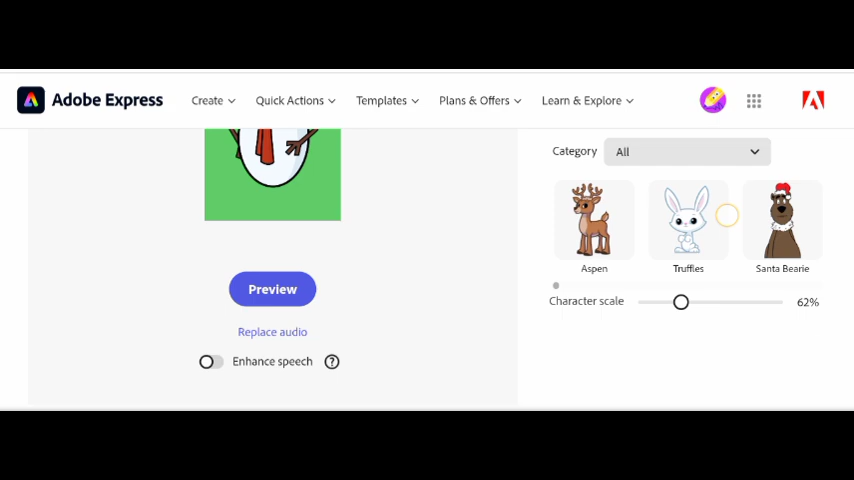 Adobe Express Create Quick Actions Templates Plans & Offers Learn & Explore
Category All
Aspen Truffles Santa Bearie
Preview
Character scale 62%
Replace audio
Enhance speech ?